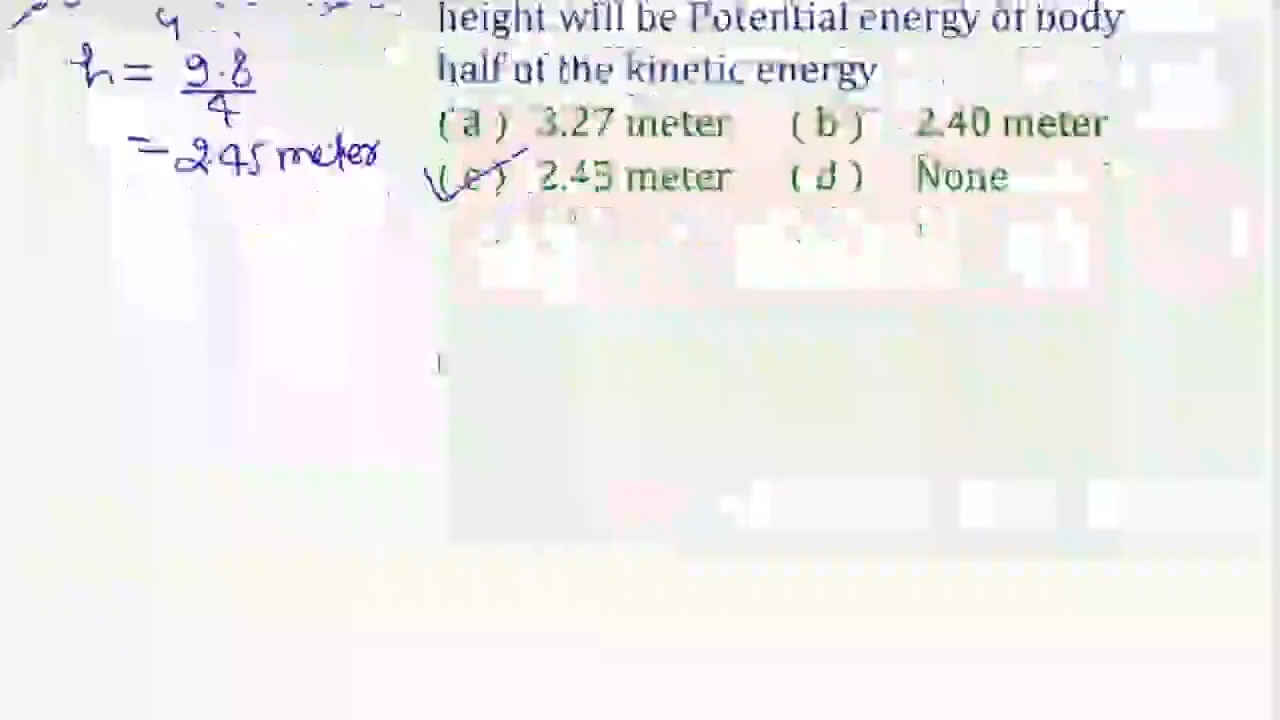 height will be Potential energy of body
half of the kinetic energy
(a) 3.27 meter (b) 2.40 meter
(c) 2.45 meter (d) None
h = 9.8
4
= 2.45 meter